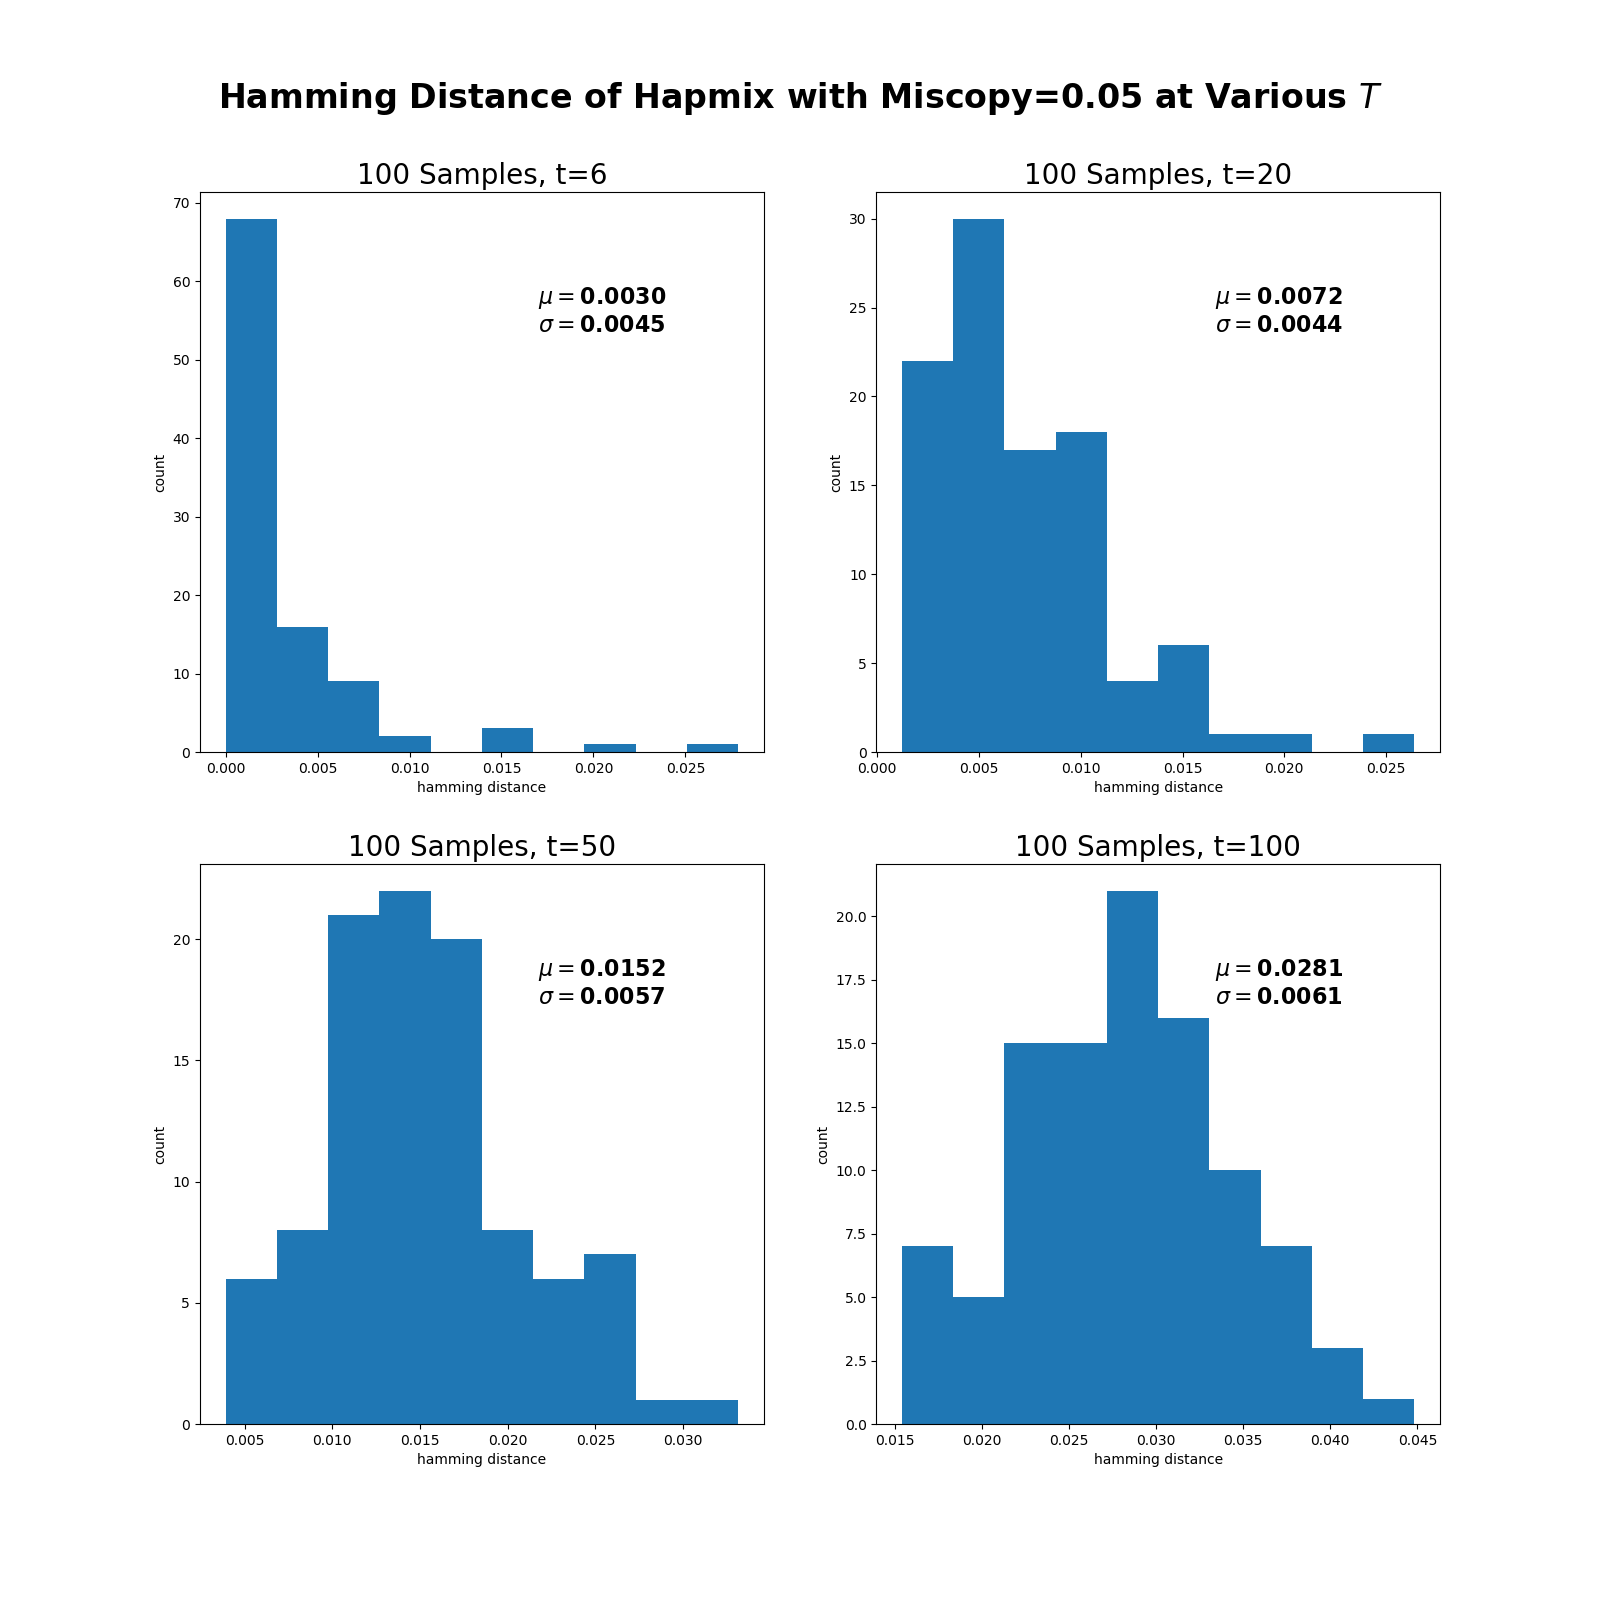 Hamming Distance of Hapmix with Miscopy=0.05 at Various T
100 Samples, t=6
70
60
50
40
30
20
10
0
count
μ = 0.0030
σ = 0.0045
0.000 0.005 0.010 0.015 0.020 0.025
hamming distance
100 Samples, t=20
30
25
20
15
10
5
0
count
μ = 0.0072
σ = 0.0044
0.000 0.005 0.010 0.015 0.020 0.025
hamming distance
100 Samples, t=50
20
15
10
5
0
count
μ = 0.0152
σ = 0.0057
0.005 0.010 0.015 0.020 0.025 0.030
hamming distance
100 Samples, t=100
20.0
17.5
15.0
12.5
10.0
7.5
5.0
2.5
0.0
count
μ = 0.0281
σ = 0.0061
0.015 0.020 0.025 0.030 0.035 0.040 0.045
hamming distance